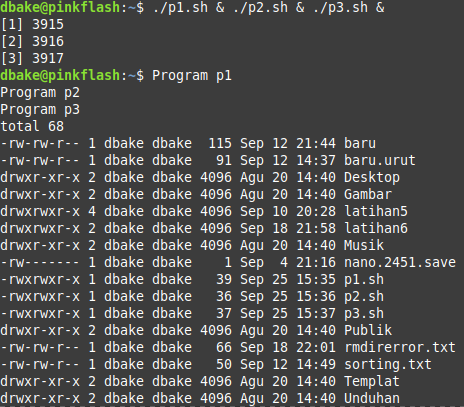 dbake@pinkflash:~$ ./p1.sh & ./p2.sh & ./p3.sh &
[1] 3915
[2] 3916
[3] 3917
dbake@pinkflash:~$ Program p1
Program p2
Program p3
total 68
-rw-rw-r-- 1 dbake dbake  115 Sep 12 21:44 baru
-rw-rw-r-- 1 dbake dbake   91 Sep 12 14:37 baru.urut
drwxr-xr-x 2 dbake dbake 4096 Agu 20 14:40 Desktop
drwxr-xr-x 2 dbake dbake 4096 Agu 20 14:40 Gambar
drwxrwxr-x 4 dbake dbake 4096 Sep 10 20:28 latihan5
drwxrwxr-x 2 dbake dbake 4096 Sep 18 21:58 latihan6
drwxr-xr-x 2 dbake dbake 4096 Agu 20 14:40 Musik
-rw------- 1 dbake dbake    1 Sep  4 21:16 nano.2451.save
-rwxrwxr-x 1 dbake dbake   39 Sep 25 15:35 p1.sh
-rwxrwxr-x 1 dbake dbake   36 Sep 25 15:36 p2.sh
-rwxrwxr-x 1 dbake dbake   37 Sep 25 15:37 p3.sh
drwxr-xr-x 2 dbake dbake 4096 Agu 20 14:40 Publik
-rw-rw-r-- 1 dbake dbake   66 Sep 18 22:01 rmdirerror.txt
-rw-rw-r-- 1 dbake dbake   50 Sep 12 14:49 sorting.txt
drwxr-xr-x 2 dbake dbake 4096 Agu 20 14:40 Templat
drwxr-xr-x 2 dbake dbake 4096 Agu 20 14:40 Unduhan